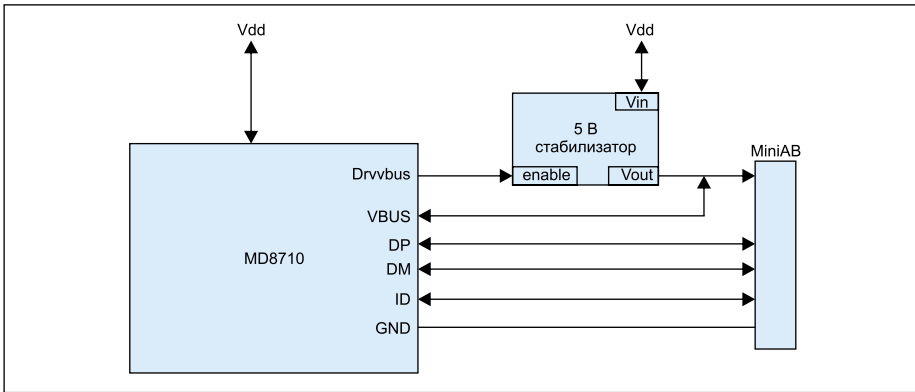 Vdd
Vdd
Vin
5 В
стабилизатор
MiniAB
Drvvbus
enable
Vout
VBUS
DP
MD8710
DM
ID
GND